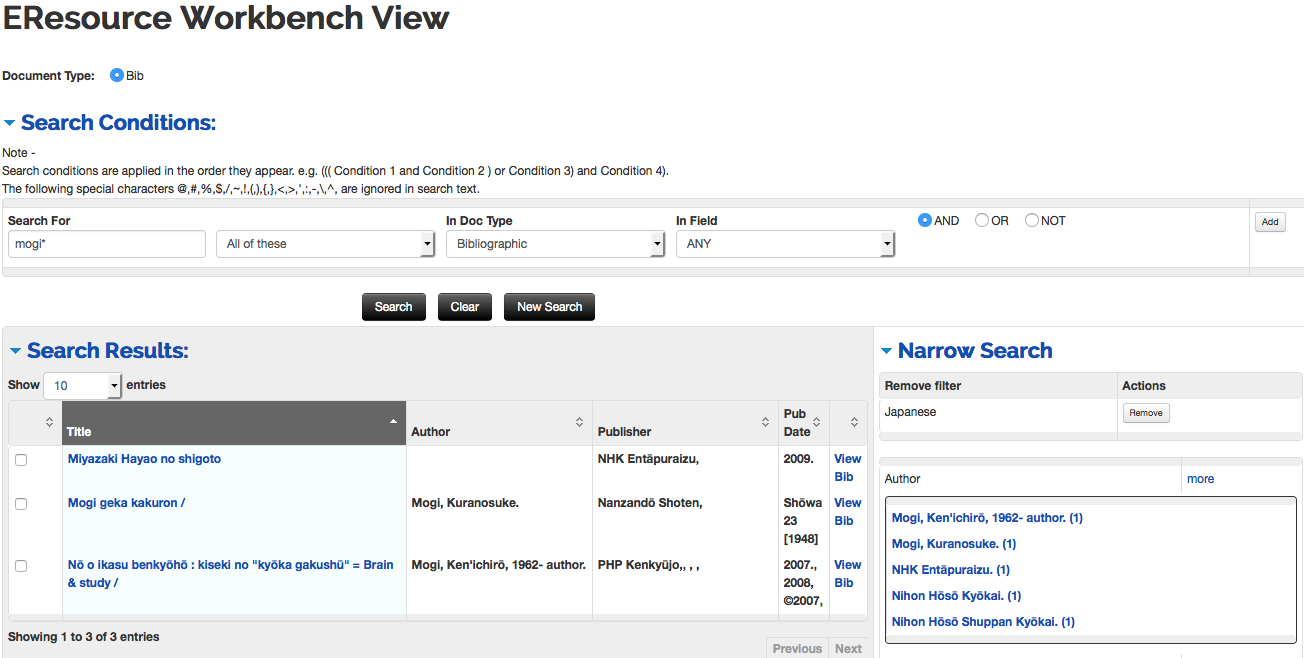 EResource Workbench View
Document Type: Bib
Search Conditions:
Note -
Search conditions are applied in the order they appear. e.g. ((( Condition 1 and Condition 2 ) or Condition 3) and Condition 4).
The following special characters @,#,%,$,/,~,!,(,),{,},<,>,',:,-,\,^, are ignored in search text.
Search For In Doc Type In Field AND OR NOT Add
mogi* All of these Bibliographic ANY
Search Clear New Search
Search Results:
Show 10 entries
Title Author Publisher Pub Date
Miyazaki Hayao no shigoto NHK Entāpuraizu, 2009. View Bib
Mogi geka kakuron / Mogi, Kuranosuke. Nanzandō Shoten, Shōwa 23 [1948] View Bib
Nō o ikasu benkyōhō : kiseki no "kyōka gakushū" = Brain & study / Mogi, Ken'ichirō, 1962- author. PHP Kenkyūjo,, , , 2007., 2008, ©2007, View Bib
Showing 1 to 3 of 3 entries
Previous Next
Narrow Search
Remove filter Actions
Japanese Remove
Author more
Mogi, Ken'ichirō, 1962- author. (1)
Mogi, Kuranosuke. (1)
NHK Entāpuraizu. (1)
Nihon Hōsō Kyōkai. (1)
Nihon Hōsō Shuppan Kyōkai. (1)